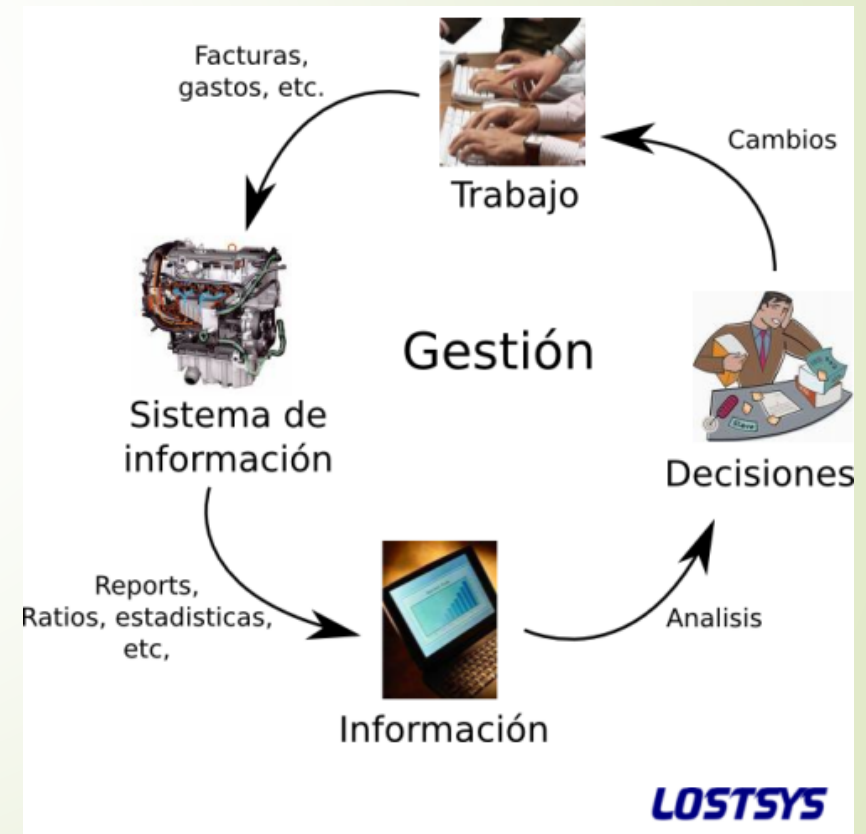 Facturas,
gastos, etc.
Trabajo
Cambios
Sistema de
información
Gestión
Decisiones
Reports,
Ratios, estadisticas,
etc,
Información
Analisis
LOSTSYS